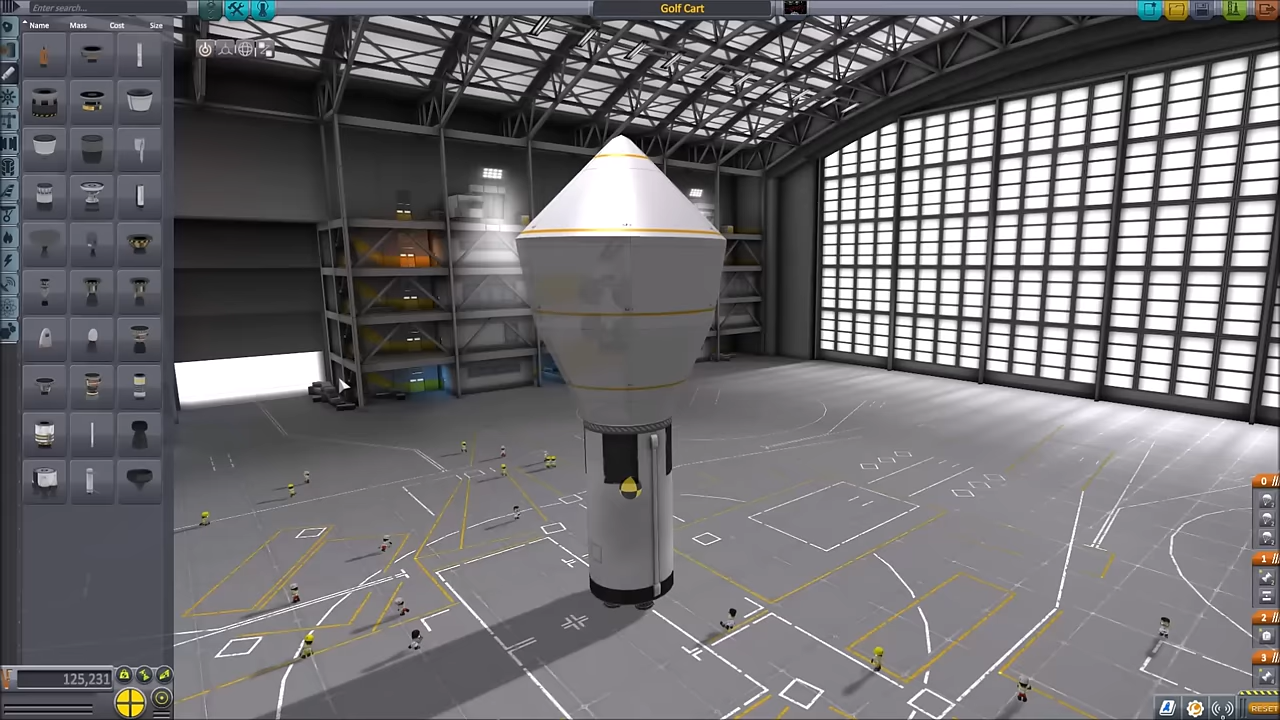 Enter search...
Golf Cart
Name Mass Cost Size
0
1
2
3
125,231
RESET